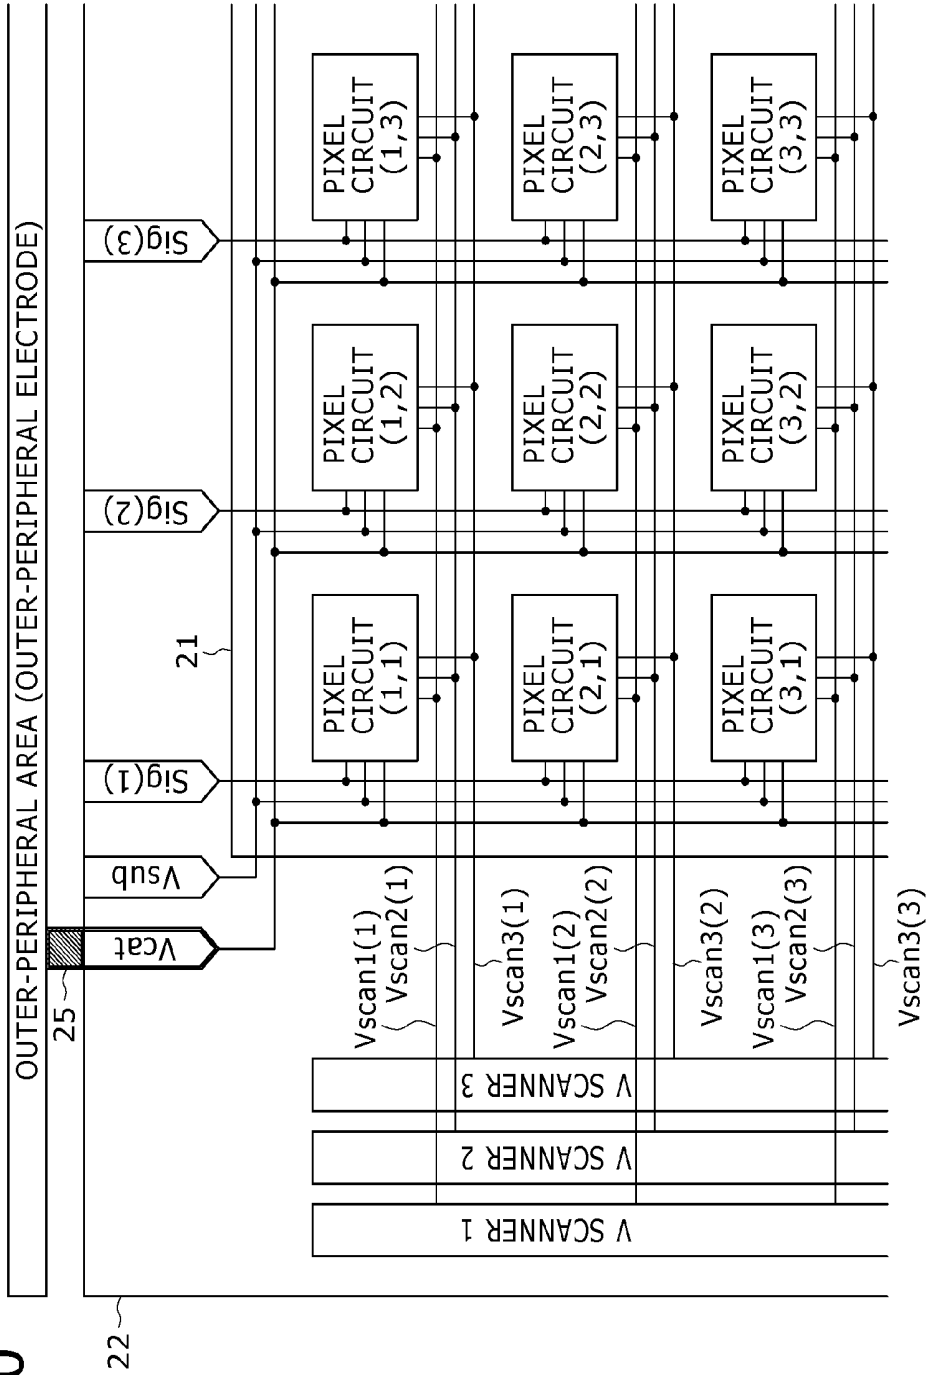 OUTER-PERIPHERAL AREA (OUTER-PERIPHERAL ELECTRODE)
22
25
21
Vcat
Vsub
Sig(1)
Sig(2)
Sig(3)
V SCANNER 1
V SCANNER 2
V SCANNER 3
Vscan1(1)
Vscan2(1)
Vscan3(1)
PIXEL
CIRCUIT
(1,1)
PIXEL
CIRCUIT
(1,2)
PIXEL
CIRCUIT
(1,3)
Vscan1(2)
Vscan2(2)
Vscan3(2)
PIXEL
CIRCUIT
(2,1)
PIXEL
CIRCUIT
(2,2)
PIXEL
CIRCUIT
(2,3)
Vscan1(3)
Vscan2(3)
Vscan3(3)
PIXEL
CIRCUIT
(3,1)
PIXEL
CIRCUIT
(3,2)
PIXEL
CIRCUIT
(3,3)